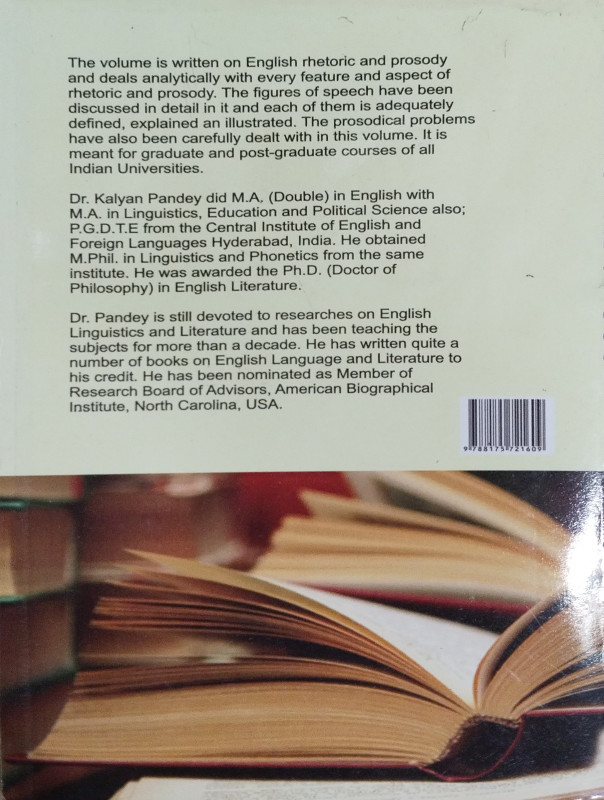 The volume is written on English rhetoric and prosody
and deals analytically with every feature and aspect of
rhetoric and prosody. The figures of speech have been
discussed in detail in it and each of them is adequately
defined, explained an illustrated. The prosodical problems
have also been carefully dealt with in this volume. It is
meant for graduate and post-graduate courses of all
Indian Universities.
Dr. Kalyan Pandey did M.A. (Double) in English with
M.A. in Linguistics, Education and Political Science also;
P.G.D.T.E from the Central Institute of English and
Foreign Languages Hyderabad, India. He obtained
M.Phil. in Linguistics and Phonetics from the same
institute. He was awarded the Ph.D. (Doctor of
Philosophy) in English Literature.
Dr. Pandey is still devoted to researches on English
Linguistics and Literature and has been teaching the
subjects for more than a decade. He has written quite a
number of books on English Language and Literature to
his credit. He has been nominated as Member of
Research Board of Advisors, American Biographical
Institute, North Carolina, USA.
9788175721609